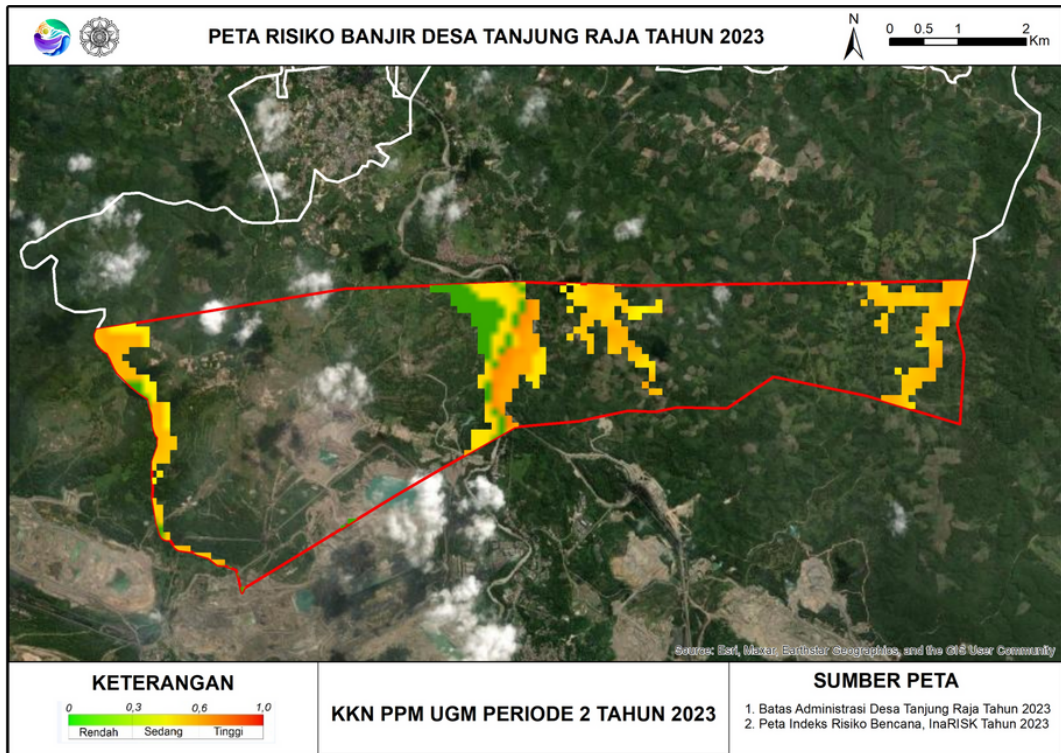 PETA RISIKO BANJIR DESA TANJUNG RAJA TAHUN 2023
N
0 0.5 1 2
Km
Source: Esri, Maxar, Earthstar Geographics, and the GIS User Community
KETERANGAN
0 0,3 0,6 1,0
Rendah Sedang Tinggi
KKN PPM UGM PERIODE 2 TAHUN 2023
SUMBER PETA
1. Batas Administrasi Desa Tanjung Raja Tahun 2023
2. Peta Indeks Risiko Bencana, InaRISK Tahun 2023